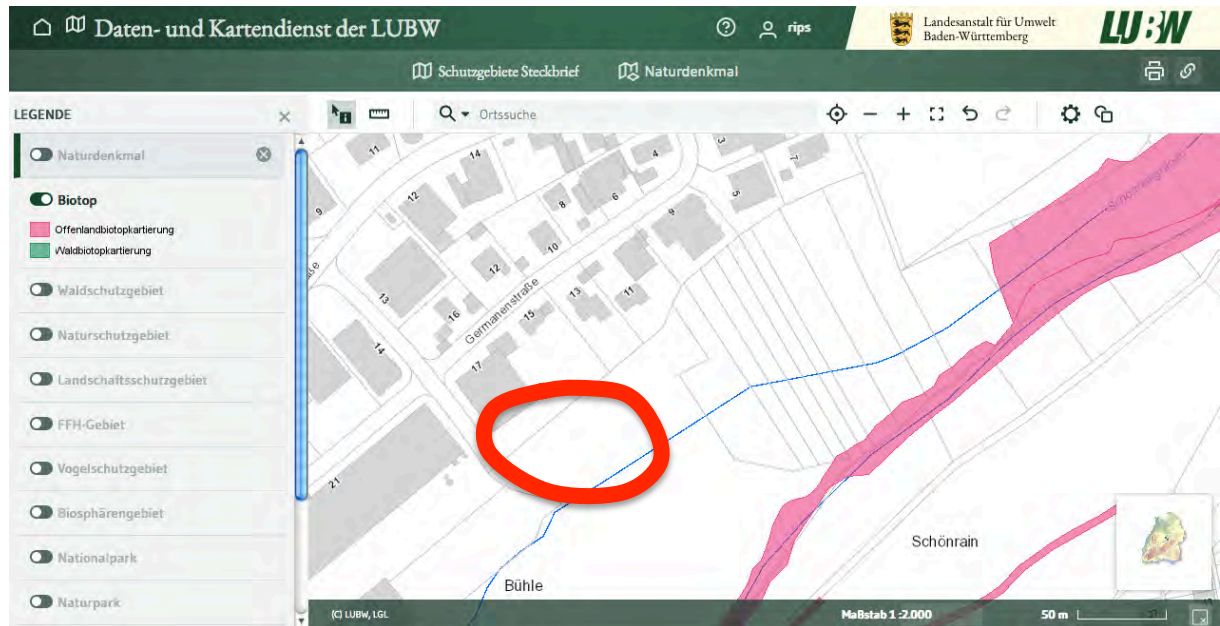 Daten- und Kartendienst der LUBW
rips
Landesanstalt für Umwelt
Baden-Württemberg
LUBW
Schutzgebiete Steckbrief
Naturdenkmal
LEGENDE
Ortssuche
Naturdenkmal
Biotop
Offenlandbiotopkartierung
Waldbiotopkartierung
Waldschutzgebiet
Naturschutzgebiet
Landschaftsschutzgebiet
FFH-Gebiet
Vogelschutzgebiet
Biosphärengebiet
Nationalpark
Naturpark
11
14
4
3
7
12
9
8
6
5
9
10
12
13
13
11
16
15
Germanenstraße
14
17
21
Schönrain
Bühle
(C) LUBW, LGL
Maßstab 1:2.000
50 m